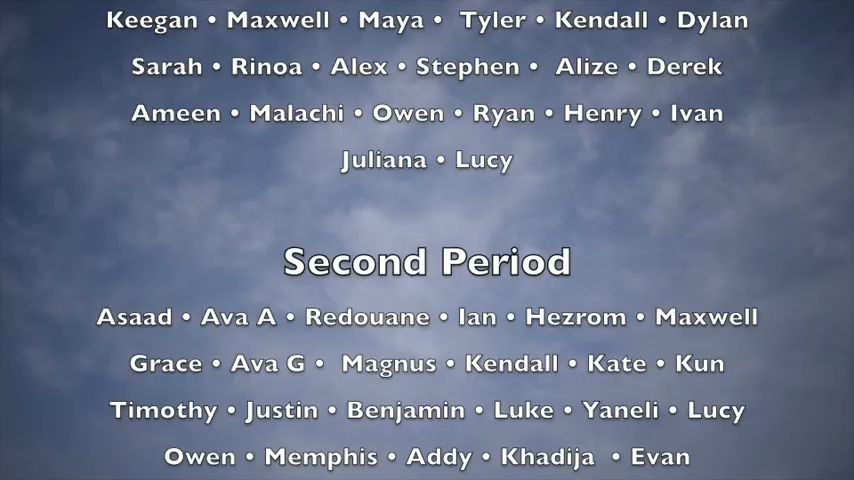 Keegan • Maxwell • Maya • Tyler • Kendall • Dylan
Sarah • Rinoa • Alex • Stephen • Alize • Derek
Ameen • Malachi • Owen • Ryan • Henry • Ivan
Juliana • Lucy
Second Period
Asaad • Ava A • Redouane • Ian • Hezrom • Maxwell
Grace • Ava G • Magnus • Kendall • Kate • Kun
Timothy • Justin • Benjamin • Luke • Yaneli • Lucy
Owen • Memphis • Addy • Khadija • Evan